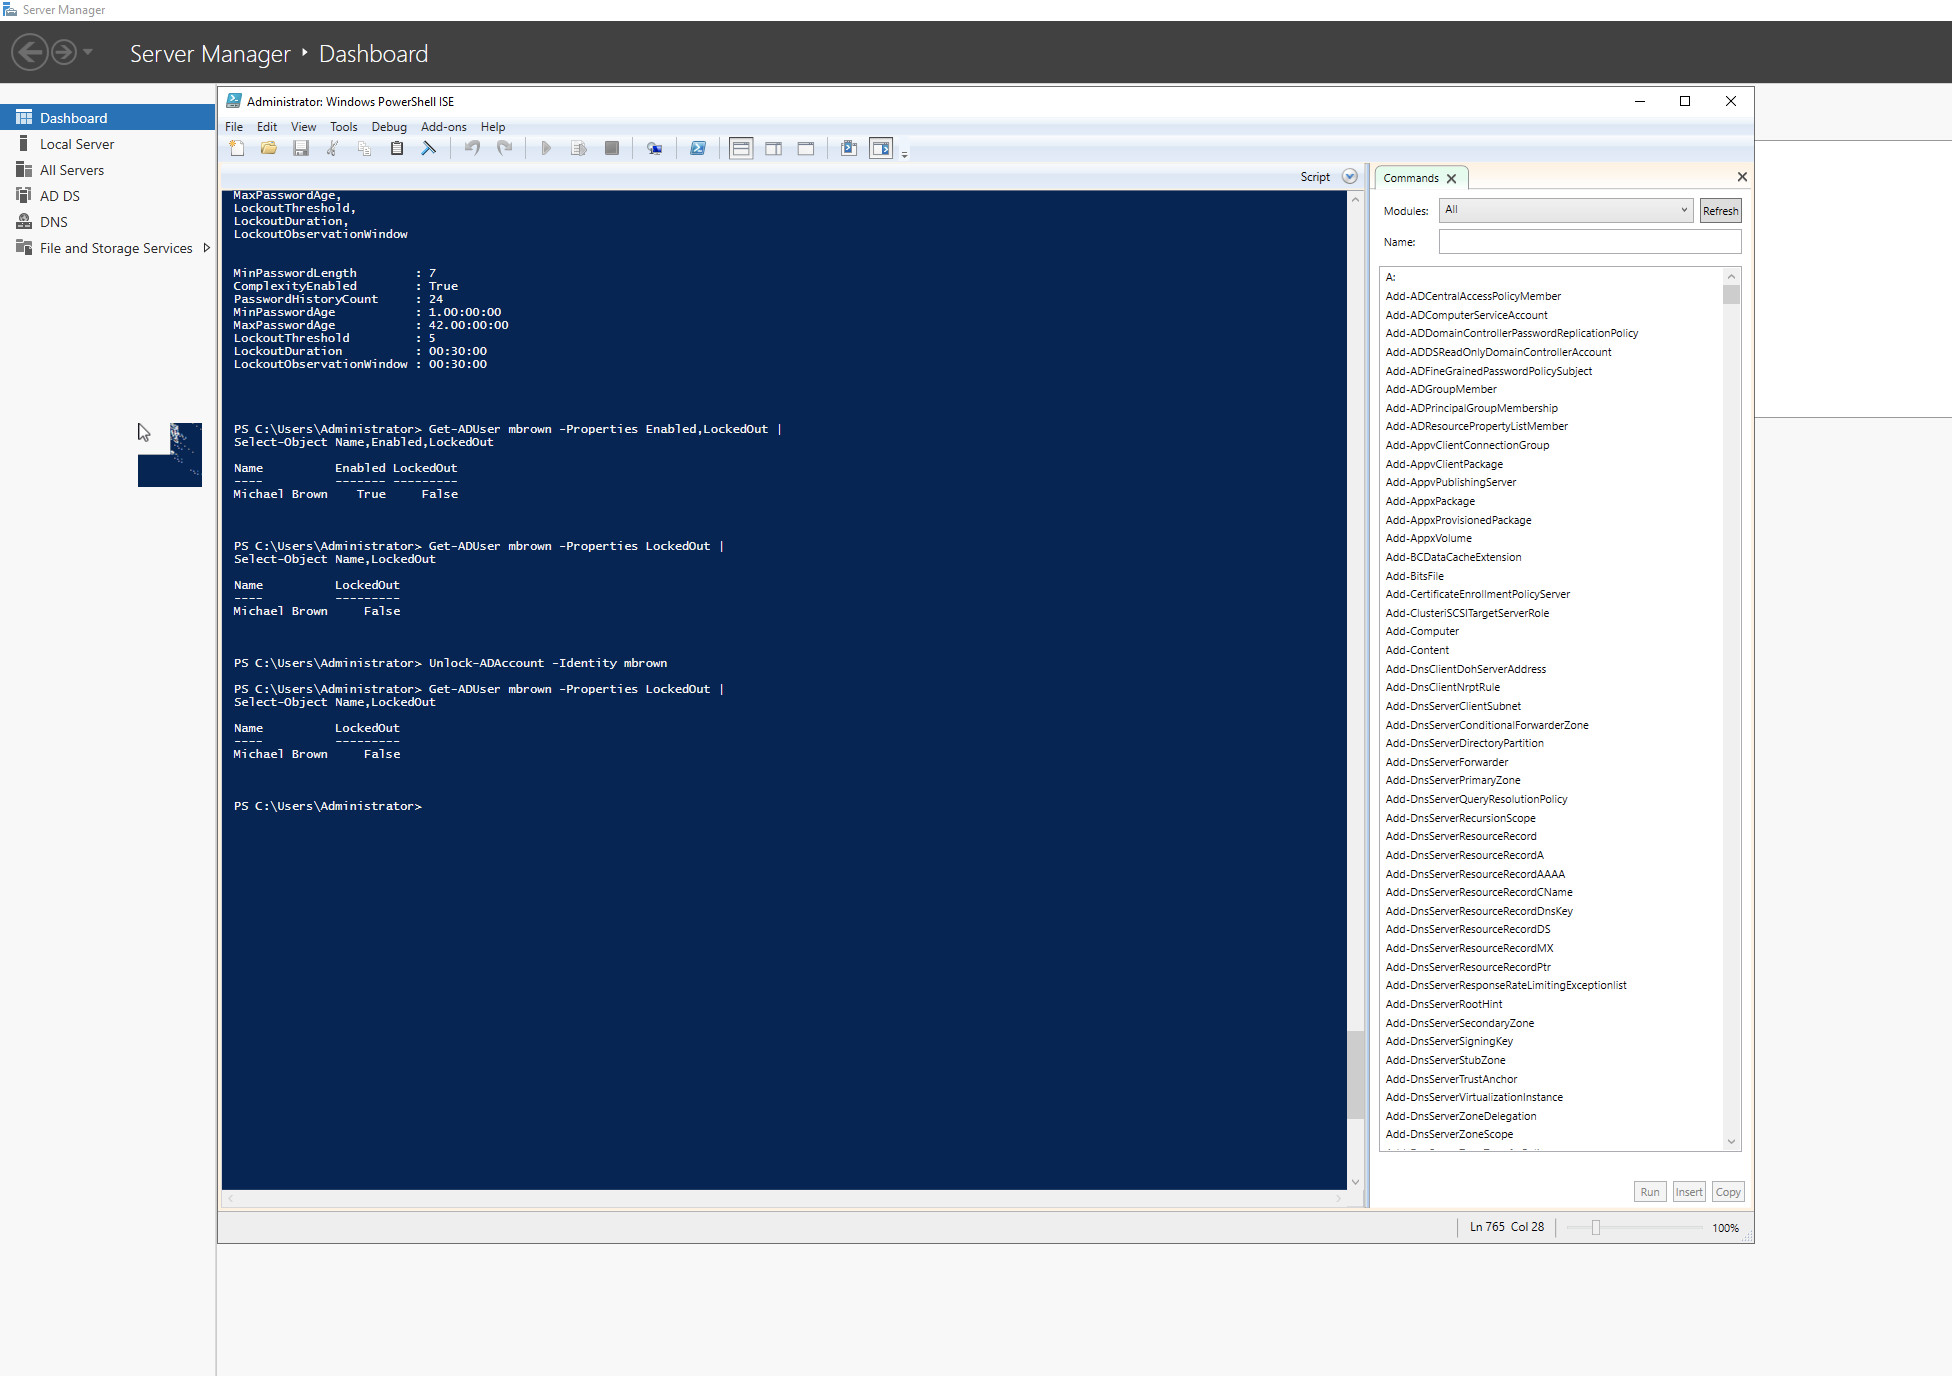 Server Manager
Server Manager ‣ Dashboard
Dashboard
Local Server
All Servers
AD DS
DNS
File and Storage Services
Administrator: Windows PowerShell ISE
File Edit View Tools Debug Add-ons Help
Script
MaxPasswordAge,
LockoutThreshold,
LockoutDuration,
LockoutObservationWindow
MinPasswordLength : 7
ComplexityEnabled : True
PasswordHistoryCount : 24
MinPasswordAge : 1.00:00:00
MaxPasswordAge : 42.00:00:00
LockoutThreshold : 5
LockoutDuration : 00:30:00
LockoutObservationWindow : 00:30:00
PS C:\Users\Administrator> Get-ADUser mbrown -Properties Enabled,LockedOut |
Select-Object Name,Enabled,LockedOut
Name Enabled LockedOut
---- ------- ---------
Michael Brown True False
PS C:\Users\Administrator> Get-ADUser mbrown -Properties LockedOut |
Select-Object Name,LockedOut
Name LockedOut
---- ---------
Michael Brown False
PS C:\Users\Administrator> Unlock-ADAccount -Identity mbrown
PS C:\Users\Administrator> Get-ADUser mbrown -Properties LockedOut |
Select-Object Name,LockedOut
Name LockedOut
---- ---------
Michael Brown False
PS C:\Users\Administrator>
Commands
Modules: All Refresh
Name:
A:
Add-ADCentralAccessPolicyMember
Add-ADComputerServiceAccount
Add-ADDomainControllerPasswordReplicationPolicy
Add-ADDSReadOnlyDomainControllerAccount
Add-ADFineGrainedPasswordPolicySubject
Add-ADGroupMember
Add-ADPrincipalGroupMembership
Add-ADResourcePropertyListMember
Add-AppvClientConnectionGroup
Add-AppvClientPackage
Add-AppvPublishingServer
Add-AppxPackage
Add-AppxProvisionedPackage
Add-AppxVolume
Add-BCDataCacheExtension
Add-BitsFile
Add-CertificateEnrollmentPolicyServer
Add-ClusteriSCSITargetServerRole
Add-Computer
Add-Content
Add-DnsClientDohServerAddress
Add-DnsClientNrptRule
Add-DnsServerClientSubnet
Add-DnsServerConditionalForwarderZone
Add-DnsServerDirectoryPartition
Add-DnsServerForwarder
Add-DnsServerPrimaryZone
Add-DnsServerQueryResolutionPolicy
Add-DnsServerRecursionScope
Add-DnsServerResourceRecord
Add-DnsServerResourceRecordA
Add-DnsServerResourceRecordAAAA
Add-DnsServerResourceRecordCName
Add-DnsServerResourceRecordDnsKey
Add-DnsServerResourceRecordDS
Add-DnsServerResourceRecordMX
Add-DnsServerResourceRecordPtr
Add-DnsServerResponseRateLimitingExceptionlist
Add-DnsServerRootHint
Add-DnsServerSecondaryZone
Add-DnsServerSigningKey
Add-DnsServerStubZone
Add-DnsServerTrustAnchor
Add-DnsServerVirtualizationInstance
Add-DnsServerZoneDelegation
Add-DnsServerZoneScope
Run Insert Copy
Ln 765 Col 28 100%